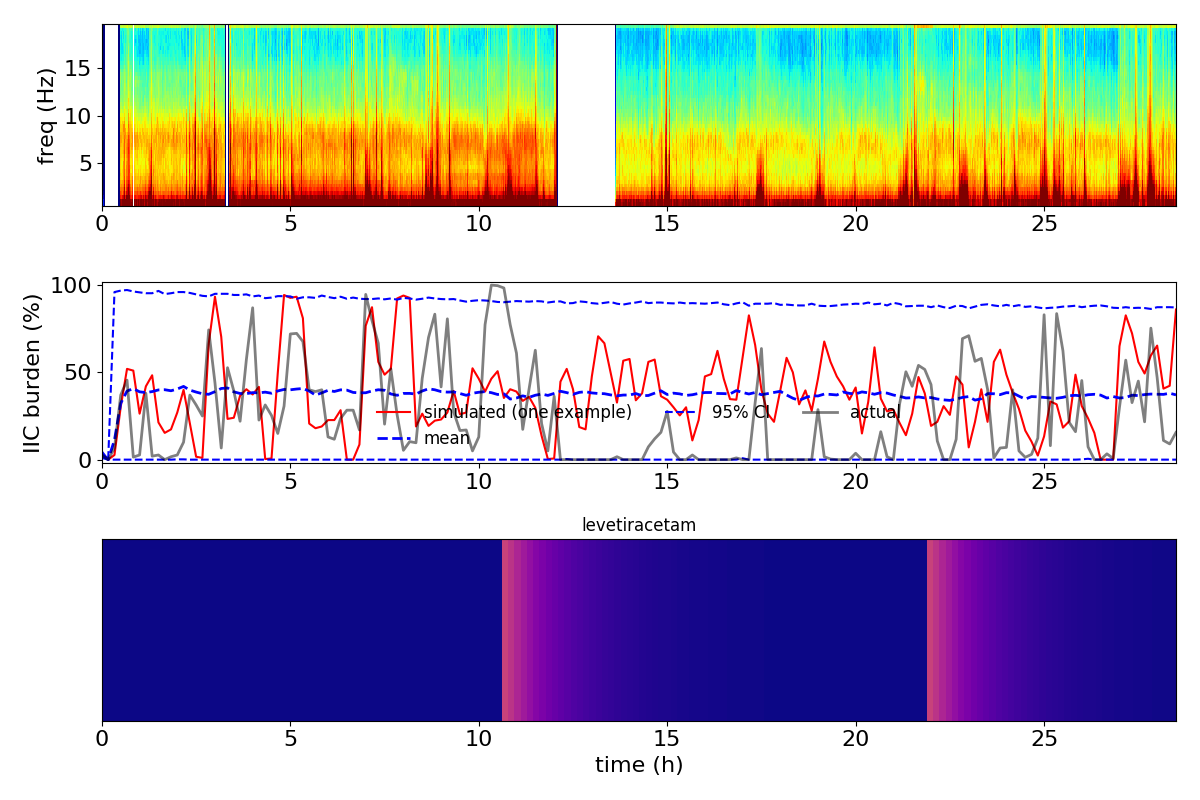 freq (Hz)
15
10
5
0 5 10 15 20 25
IIC burden (%)
100
50
0
simulated (one example) 95% CI actual
mean
0 5 10 15 20 25
levetiracetam
0 5 10 15 20 25
time (h)